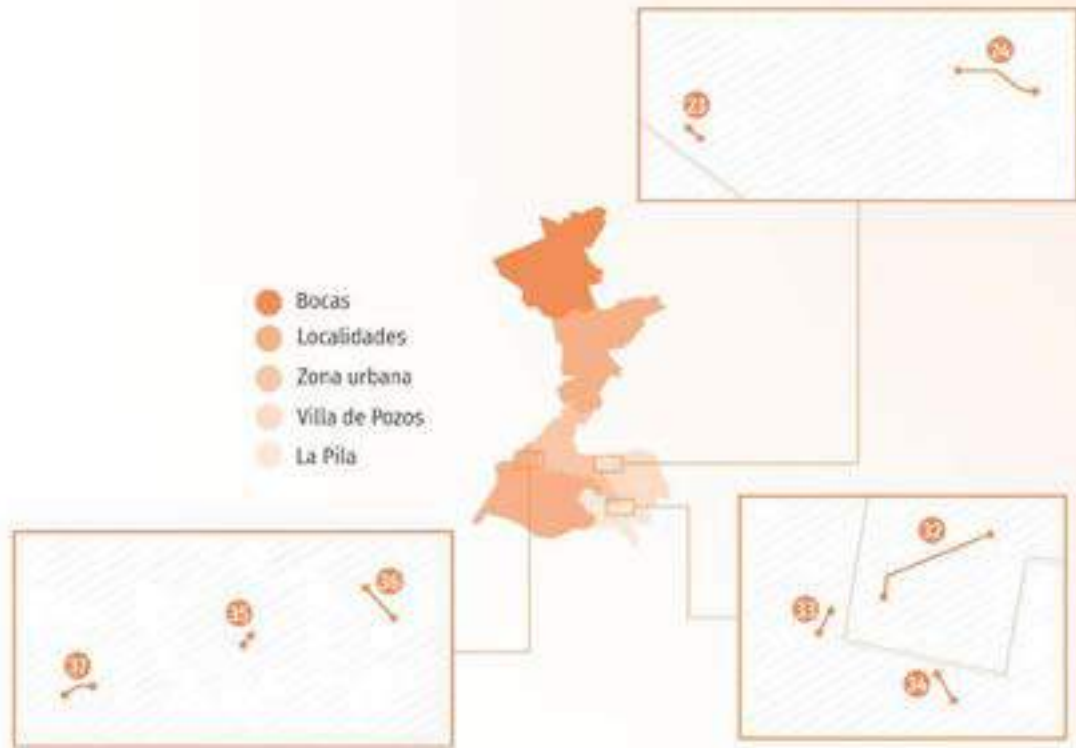 24
23
Bocas
Localidades
Zona urbana
Villa de Pozos
La Pila
36
35
37
32
33
34